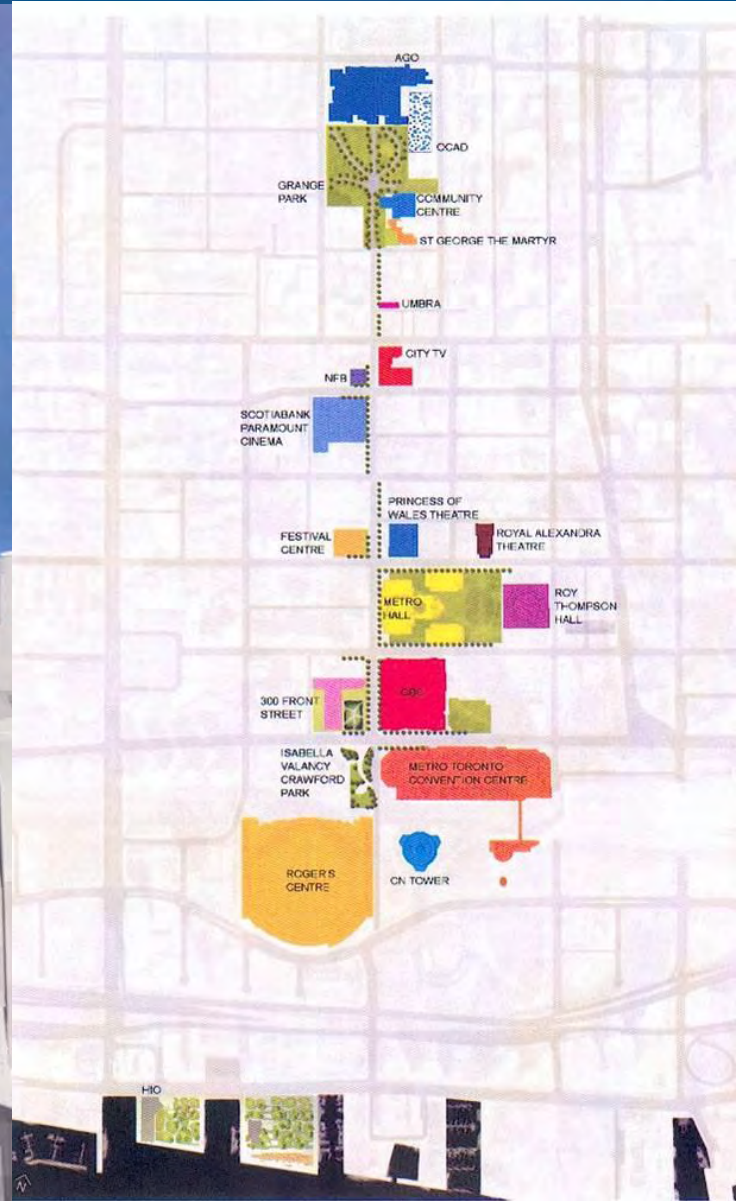 AGO
OCAD
GRANGE
PARK
COMMUNITY
CENTRE
ST GEORGE THE MARTYR
UMBRA
CITY TV
NFB
SCOTIABANK
PARAMOUNT
CINEMA
PRINCESS OF
WALES THEATRE
FESTIVAL
CENTRE
ROYAL ALEXANDRA
THEATRE
METRO
HALL
ROY
THOMPSON
HALL
300 FRONT
STREET
CBC
ISABELLA
VALANCY
CRAWFORD
PARK
METRO TORONTO
CONVENTION CENTRE
ROGERS
CENTRE
CN TOWER
HTO
N